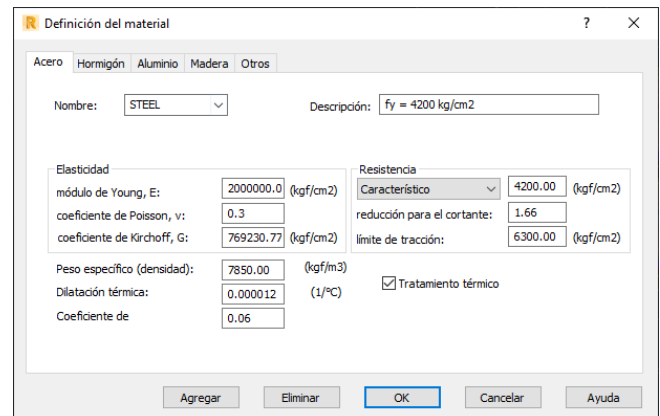 R Definición del material ? X
Acero Hormigón Aluminio Madera Otros
Nombre: STEEL Descripción: fy = 4200 kg/cm2
Elasticidad
módulo de Young, E: 2000000.0 (kgf/cm2)
coeficiente de Poisson, ν: 0.3
coeficiente de Kirchoff, G: 769230.77 (kgf/cm2)
Resistencia
Característico 4200.00 (kgf/cm2)
reducción para el cortante: 1.66
límite de tracción: 6300.00 (kgf/cm2)
Peso específico (densidad): 7850.00 (kgf/m3)
Dilatación térmica: 0.000012 (1/°C)
Coeficiente de 0.06
Tratamiento térmico
Agregar Eliminar OK Cancelar Ayuda